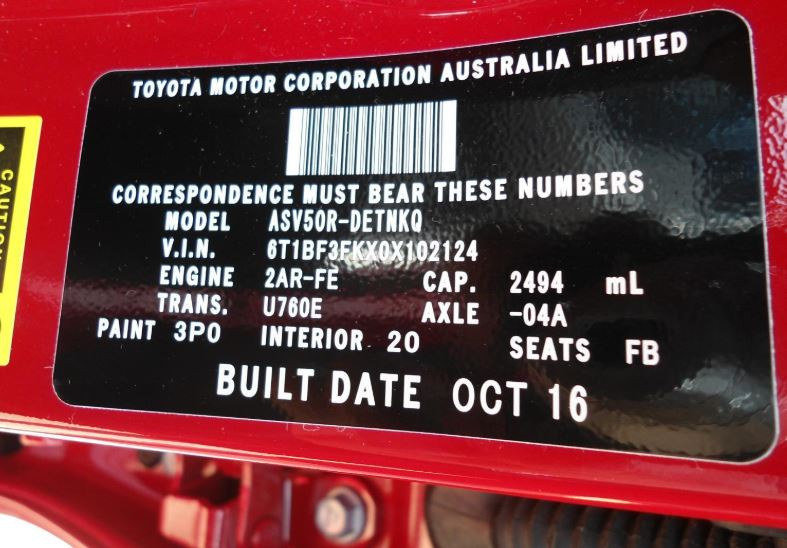 TOYOTA MOTOR CORPORATION AUSTRALIA LIMITED
CORRESPONDENCE MUST BEAR THESE NUMBERS
MODEL ASV50R-DETNKQ
V.I.N. 6T1BF3FKX0X102124
ENGINE 2AR-FE CAP. 2494 mL
TRANS. U760E AXLE -04A
PAINT 3P0 INTERIOR 20 SEATS FB
BUILT DATE OCT 16
CAUTION